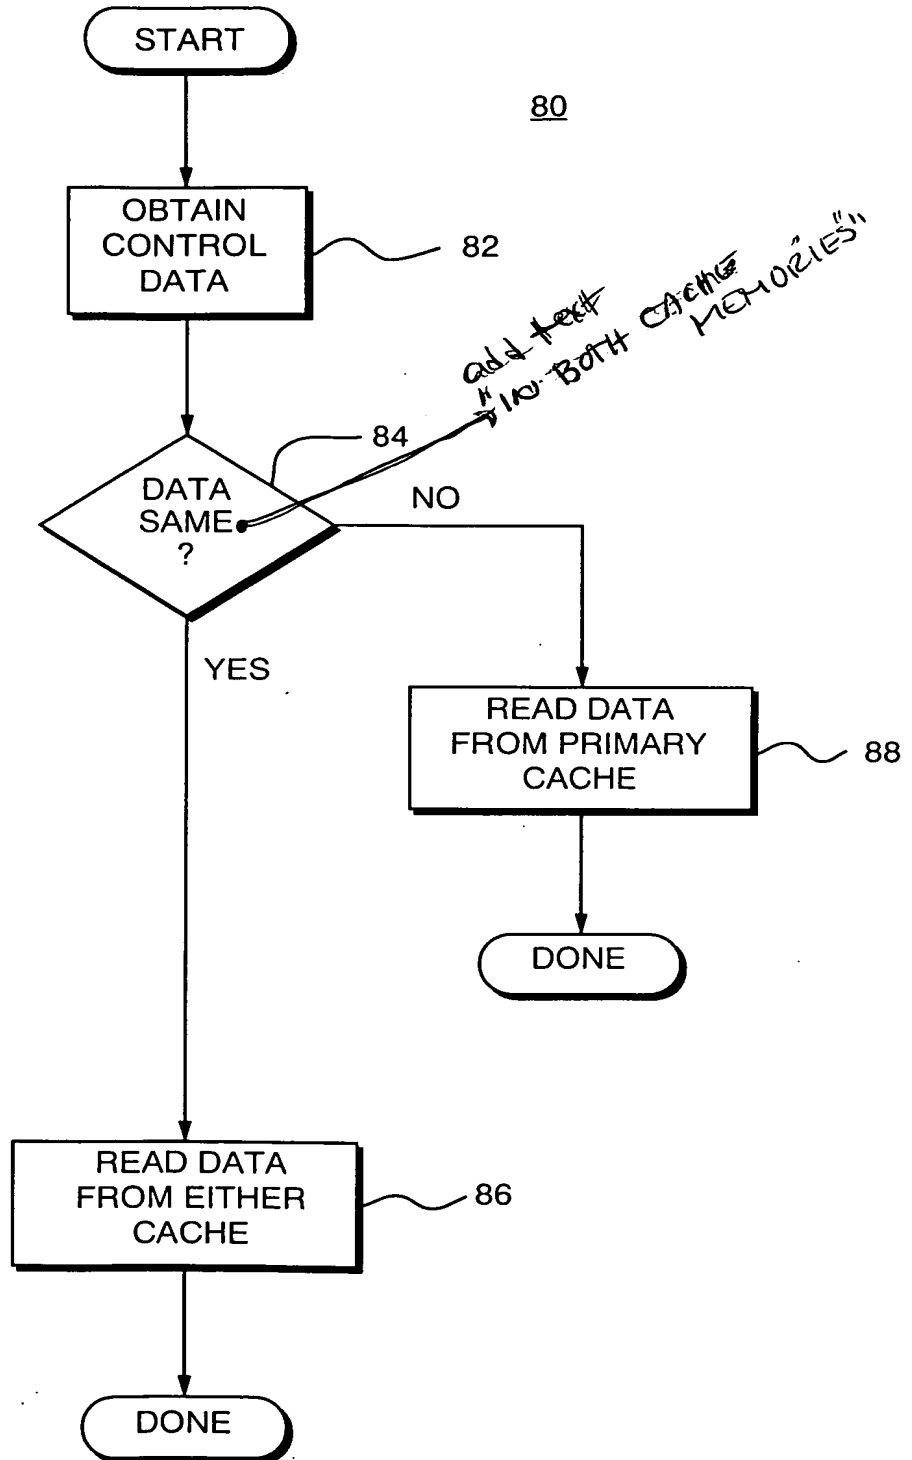 START
80
OBTAIN
CONTROL
DATA
82
add text
"IN BOTH CACHE
MEMORIES"
84
DATA
SAME
?
NO
YES
READ DATA
FROM PRIMARY
CACHE
88
DONE
READ DATA
FROM EITHER
CACHE
86
DONE